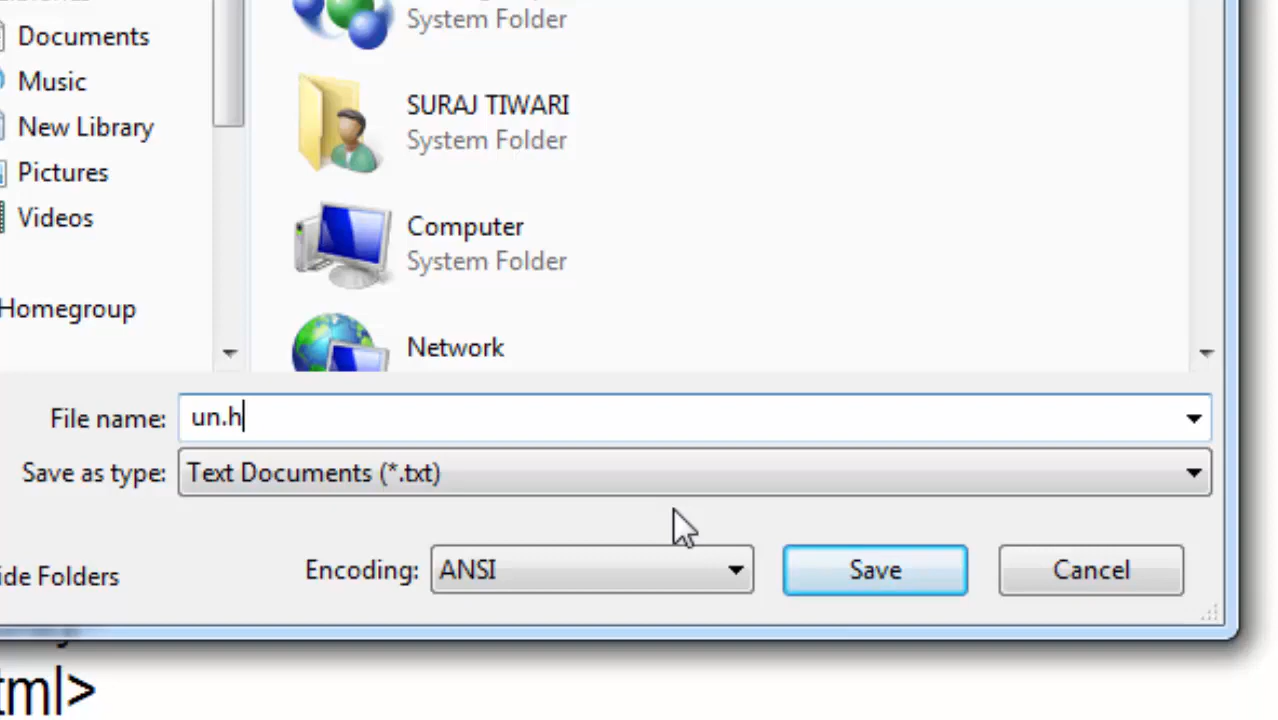 Documents
Music
New Library
Pictures
Videos
Homegroup
System Folder
SURAJ TIWARI
System Folder
Computer
System Folder
Network
File name: un.h
Save as type: Text Documents (*.txt)
ide Folders
Encoding: ANSI
Save
Cancel
tml>